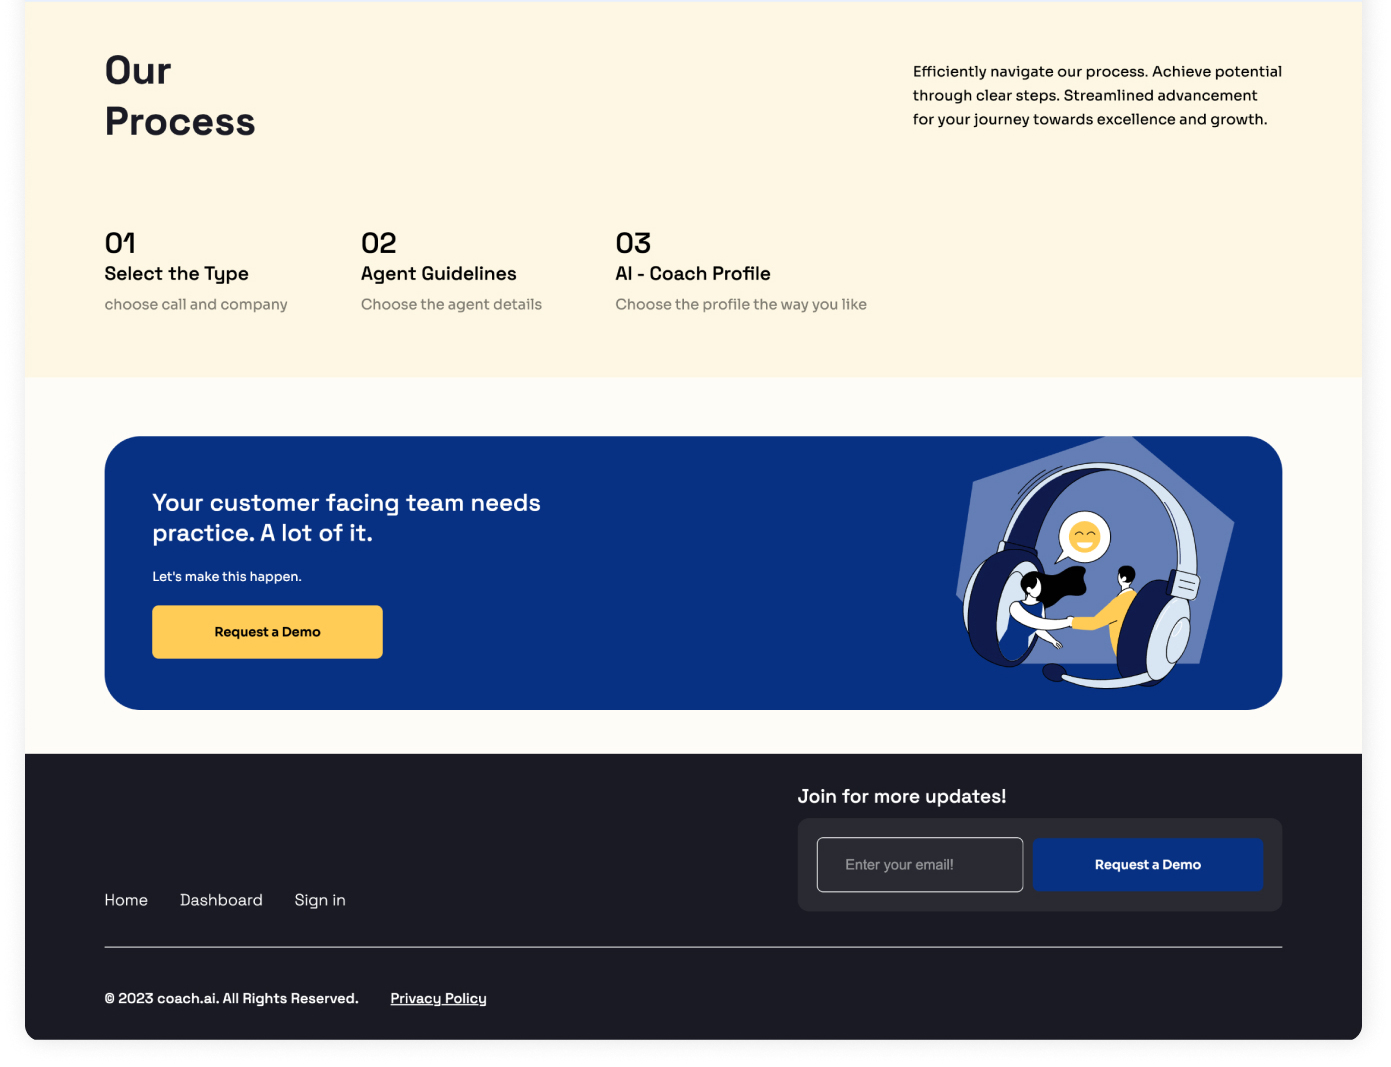 Our
Process
Efficiently navigate our process. Achieve potential
through clear steps. Streamlined advancement
for your journey towards excellence and growth.
01
Select the Type
choose call and company
02
Agent Guidelines
Choose the agent details
03
AI - Coach Profile
Choose the profile the way you like
Your customer facing team needs
practice. A lot of it.
Let's make this happen.
Request a Demo
Join for more updates!
Enter your email!
Request a Demo
Home
Dashboard
Sign in
© 2023 coach.ai. All Rights Reserved.
Privacy Policy